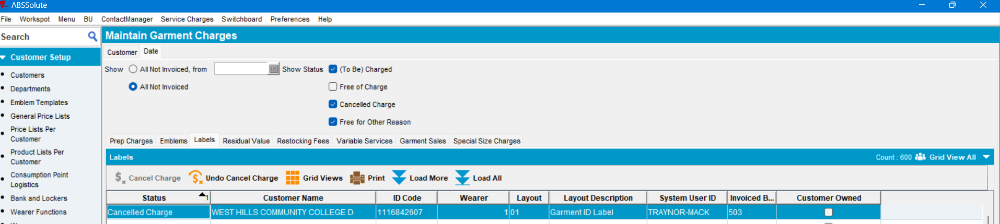 ABSSolute
File Workspot Menu BU ContactManager Service Charges Switchboard Preferences Help
Search
Maintain Garment Charges
Customer Setup
Customers
Departments
Emblem Templates
General Price Lists
Price Lists Per
Customer
Product Lists Per
Customer
Consumption Point
Logistics
Bank and Lockers
Wearer Functions
Customer Date
Show All Not Invoiced, from 16 Show Status (To Be) Charged
All Not Invoiced Free of Charge
Cancelled Charge
Free for Other Reason
Prep Charges Emblems Labels Residual Value Restocking Fees Variable Services Garment Sales Special Size Charges
Labels Count : 600 Grid View All
Cancel Charge Undo Cancel Charge Grid Views Print Load More Load All
Status 1 Customer Name ID Code Wearer Layout Layout Description System User ID Invoiced B... Customer Owned
Cancelled Charge WEST HILLS COMMUNITY COLLEGE D 1116842607 1 01 Garment ID Label TRAYNOR-MACK 503